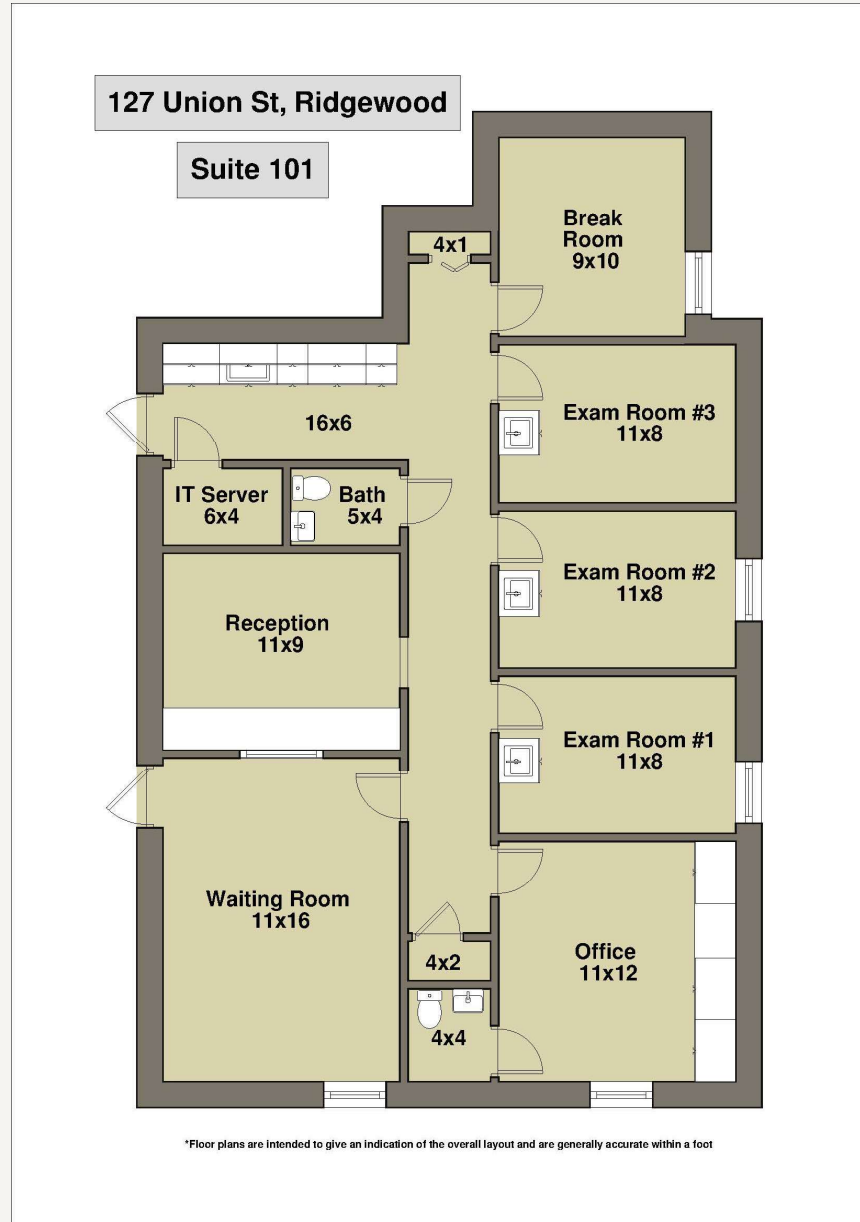 127 Union St, Ridgewood
Suite 101
Break
Room
9x10
4x1
Exam Room #3
11x8
16x6
IT Server
6x4
Bath
5x4
Exam Room #2
11x8
Reception
11x9
Exam Room #1
11x8
Waiting Room
11x16
Office
11x12
4x2
4x4
*Floor plans are intended to give an indication of the overall layout and are generally accurate within a foot